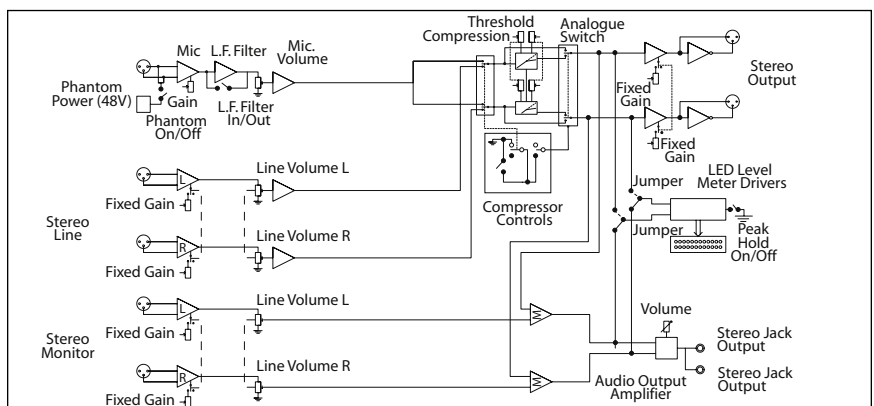 Threshold
Compression
Analogue
Switch
Mic
L.F. Filter
Mic.
Volume
Phantom
Power (48V)
Gain
Phantom
On/Off
L.F. Filter
In/Out
Fixed
Gain
Stereo
Output
Fixed
Gain
Line Volume L
L
Fixed Gain
Stereo
Line
Line Volume R
R
Fixed Gain
Compressor
Controls
Jumper
LED Level
Meter Drivers
Jumper
Peak
Hold
On/Off
Line Volume L
L
Fixed Gain
Stereo
Monitor
Line Volume R
R
Fixed Gain
M
M
Volume
Stereo Jack
Output
Stereo Jack
Output
Audio Output
Amplifier